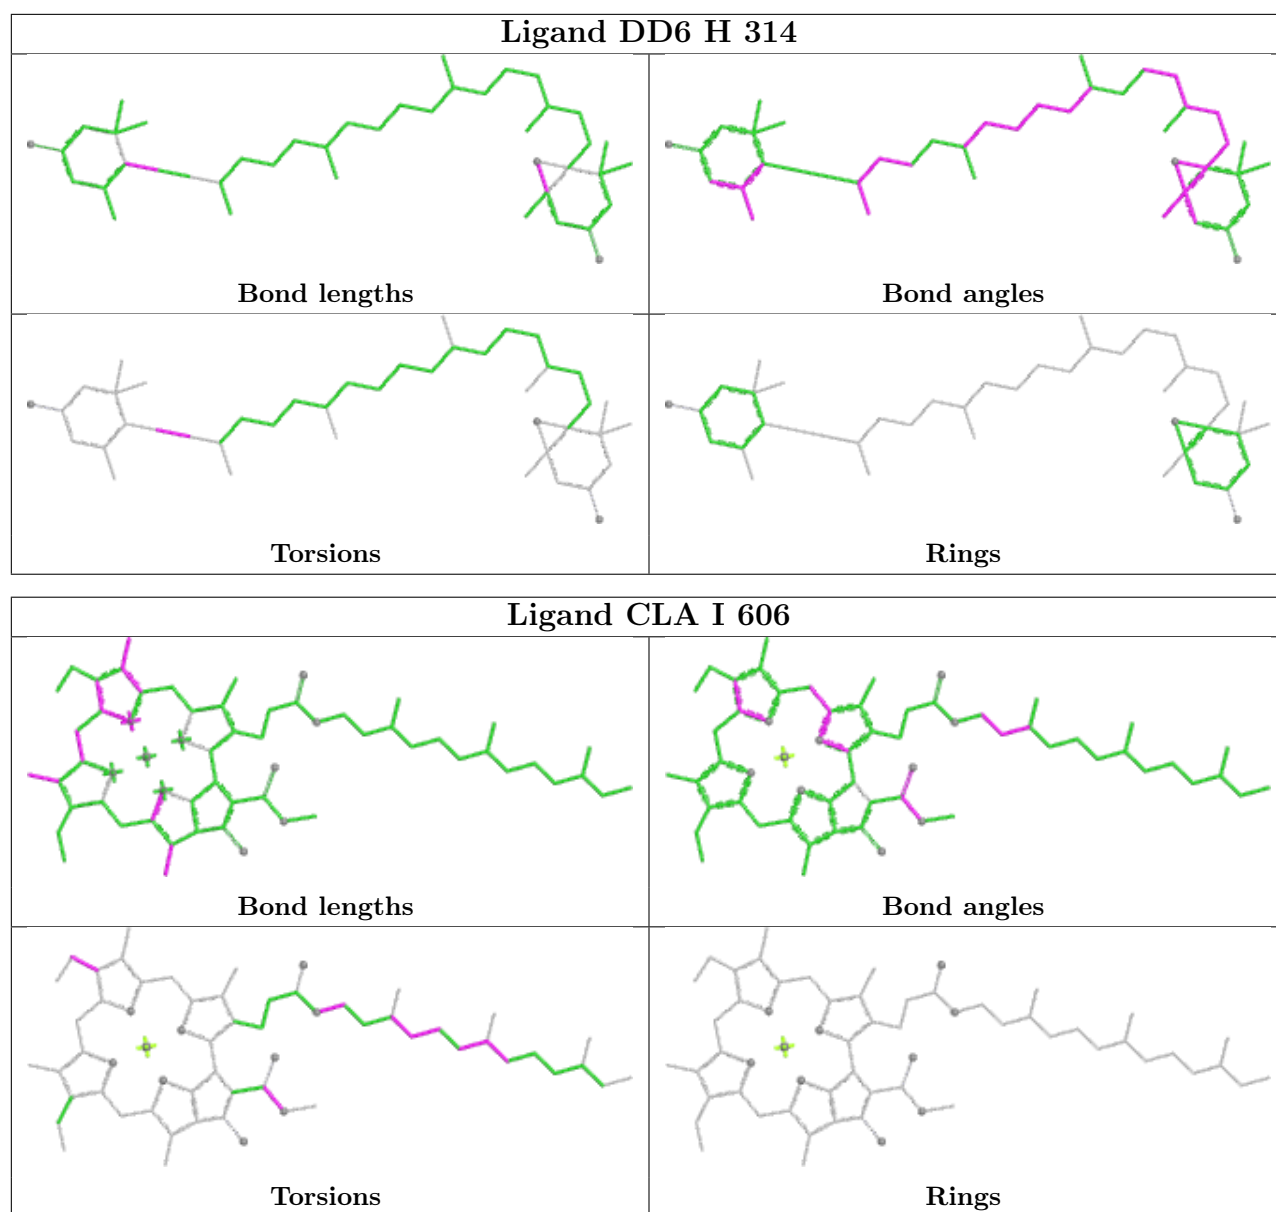 Ligand DD6 H 314
Bond lengths
Bond angles
Torsions
Rings
Ligand CLA I 606
Bond lengths
Bond angles
Torsions
Rings